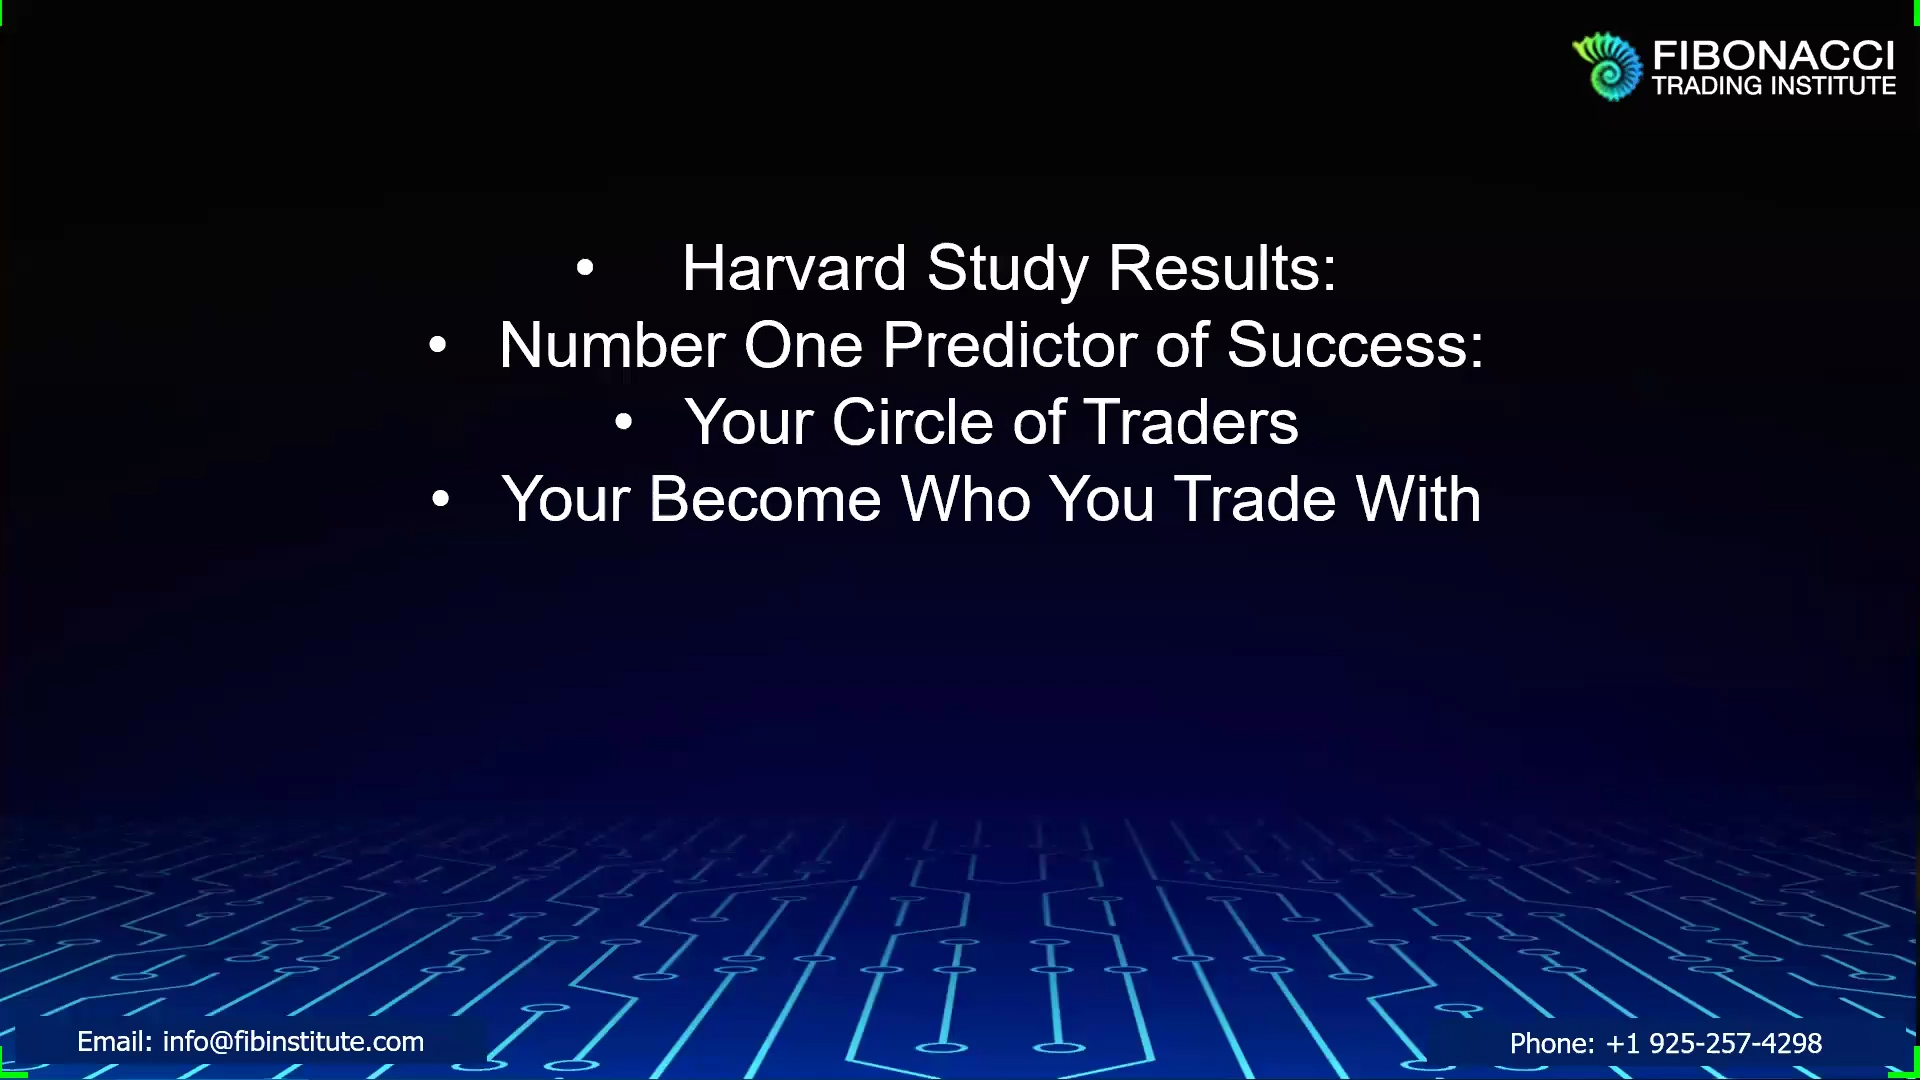 FIBONACCI
TRADING INSTITUTE
• Harvard Study Results:
• Number One Predictor of Success:
• Your Circle of Traders
• Your Become Who You Trade With
Email: info@fibinstitute.com
Phone: +1 925-257-4298